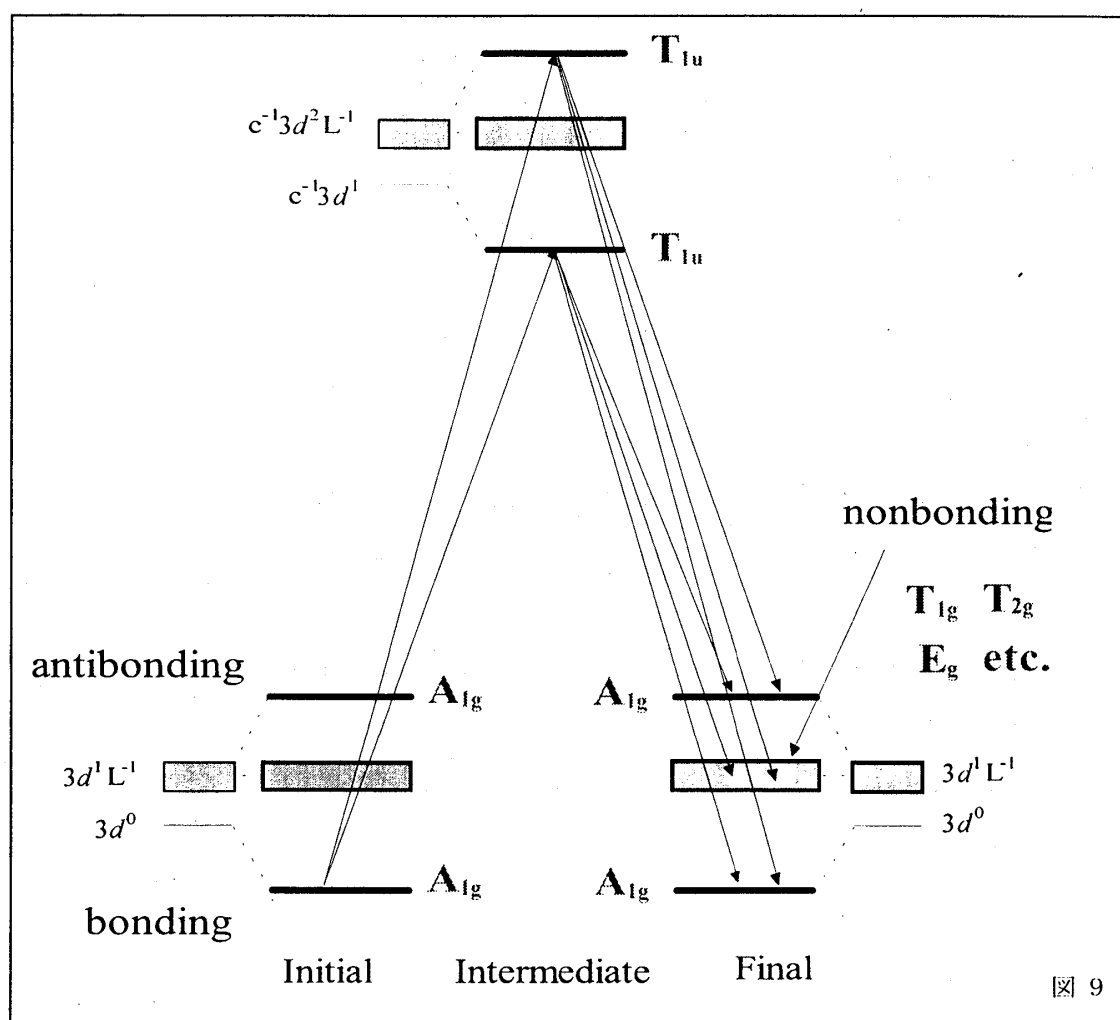 T₁ᵤ
c⁻¹3d²L⁻¹
c⁻¹3d¹
T₁ᵤ
nonbonding
T₁g T₂g
E_g etc.
antibonding
A₁g
A₁g
3d¹L⁻¹
3d¹L⁻¹
3d⁰
3d⁰
A₁g
A₁g
bonding
Initial
Intermediate
Final
図 9